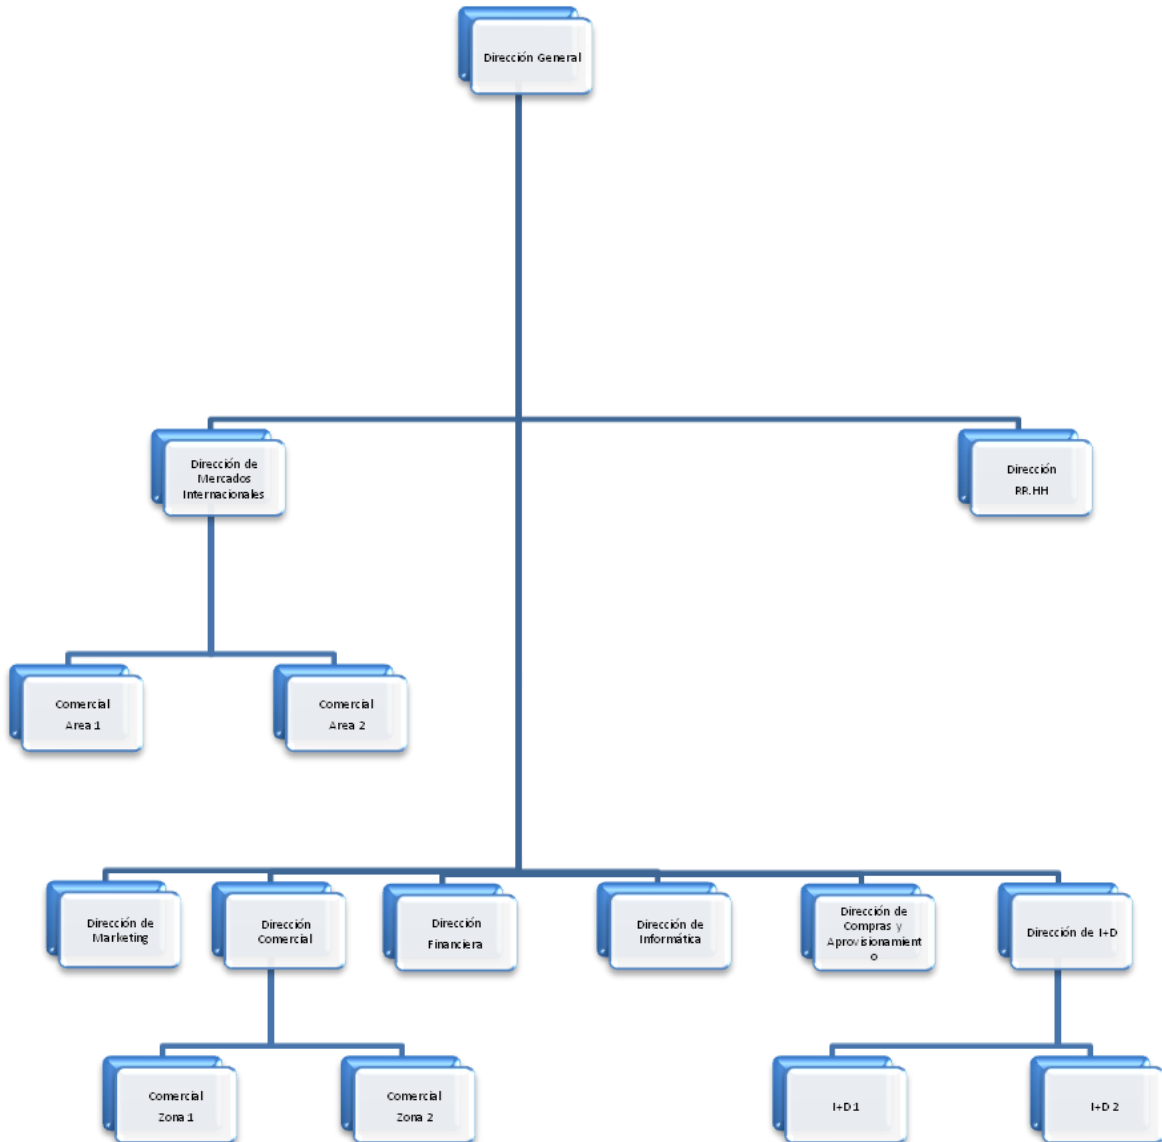 Dirección General
Dirección de
Mercados
Internacionales
Dirección
RR.HH
Comercial
Area 1
Comercial
Area 2
Dirección de
Marketing
Dirección
Comercial
Dirección
Financiera
Dirección de
Informática
Dirección de
Compras y
Aprovisionamient
o
Dirección de I+D
Comercial
Zona 1
Comercial
Zona 2
I+D 1
I+D 2